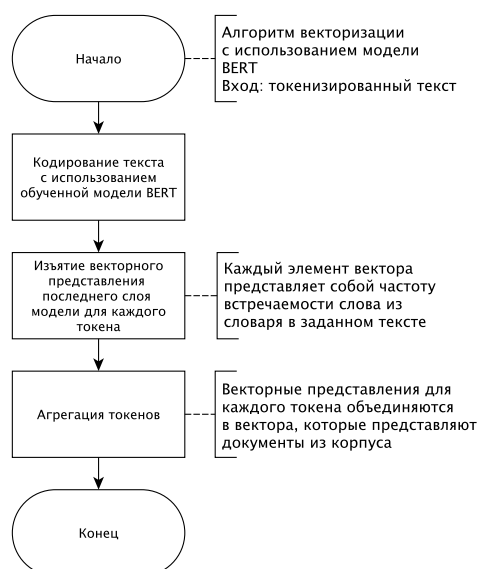 Начало
Алгоритм векторизации
с использованием модели
BERT
Вход: токенизированный текст
Кодирование текста
с использованием
обученной модели BERT
Изъятие векторного
представления
последнего слоя
модели для каждого
токена
Каждый элемент вектора
представляет собой частоту
встречаемости слова из
словаря в заданном тексте
Агрегация токенов
Векторные представления для
каждого токена объединяются
в вектора, которые представляют
документы из корпуса
Конец